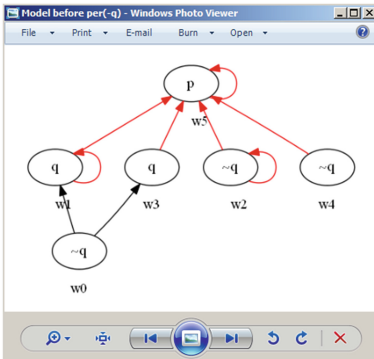 Model before per(-q) - Windows Photo Viewer
File Print E-mail Burn Open
p
w5
q q ~q ~q
w1 w3 w2 w4
~q
w0